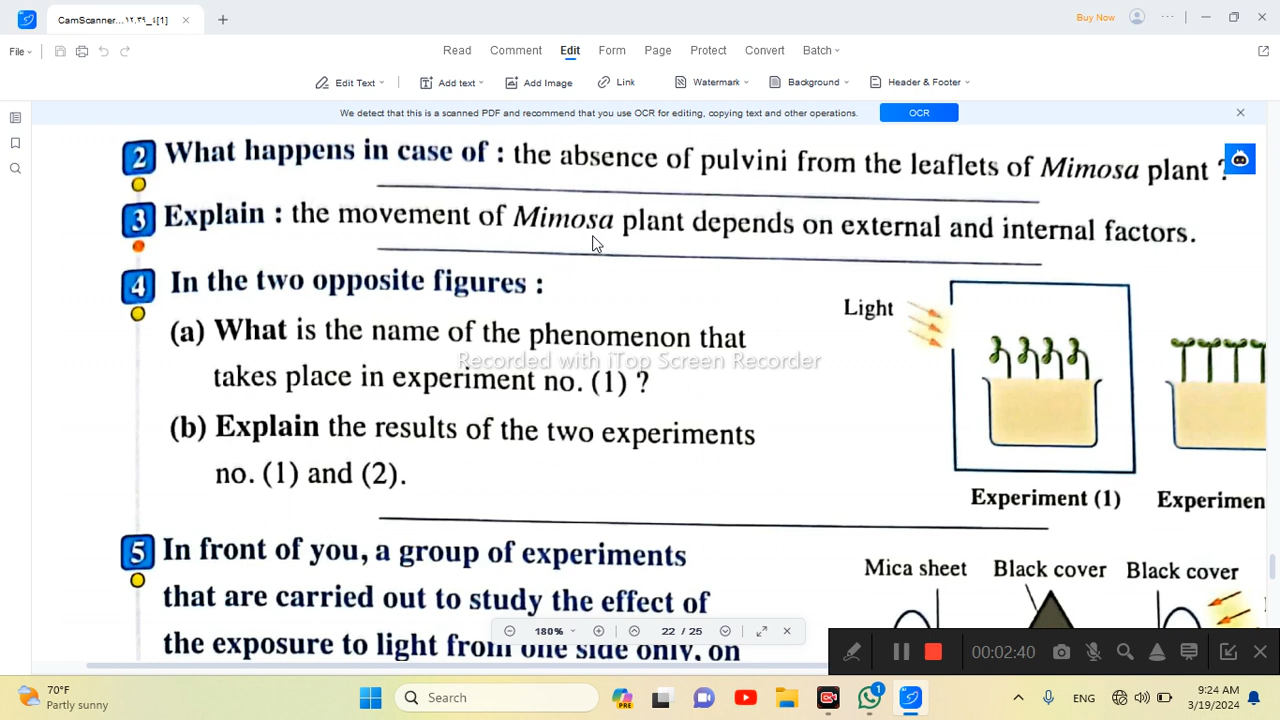 CamScanner...١٢.٣٩_٤[1]
Buy Now
File
Read Comment Edit Form Page Protect Convert Batch
Edit Text Add text Add Image Link Watermark Background Header & Footer
We detect that this is a scanned PDF and recommend that you use OCR for editing, copying text and other operations. OCR
2 What happens in case of : the absence of pulvini from the leaflets of Mimosa plant ?
3 Explain : the movement of Mimosa plant depends on external and internal factors.
4 In the two opposite figures :
(a) What is the name of the phenomenon that
takes place in experiment no. (1) ?
(b) Explain the results of the two experiments
no. (1) and (2).
Light
Experiment (1) Experimen
Recorded with iTop Screen Recorder
5 In front of you, a group of experiments
that are carried out to study the effect of
the exposure to light from one side only, on
Mica sheet Black cover Black cover
180% 22 / 25
00:02:40
70°F
Partly sunny
Search
PRE
1
ENG
9:24 AM
3/19/2024